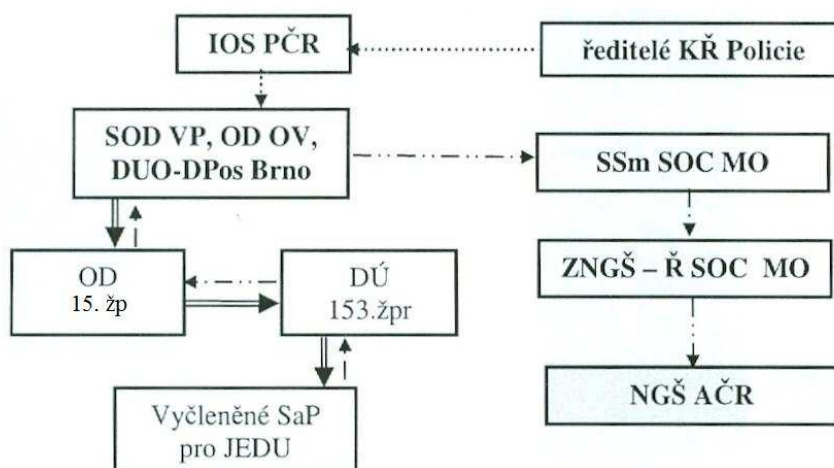 IOS PČR
ředitelé KŘ Policie
SOD VP, OD OV,
DUO-DPos Brno
SSm SOC MO
OD
15. žp
DÚ
153.žpr
ZNGŠ – Ř SOC MO
Vyčleněné SaP
pro JEDU
NGŠ AČR